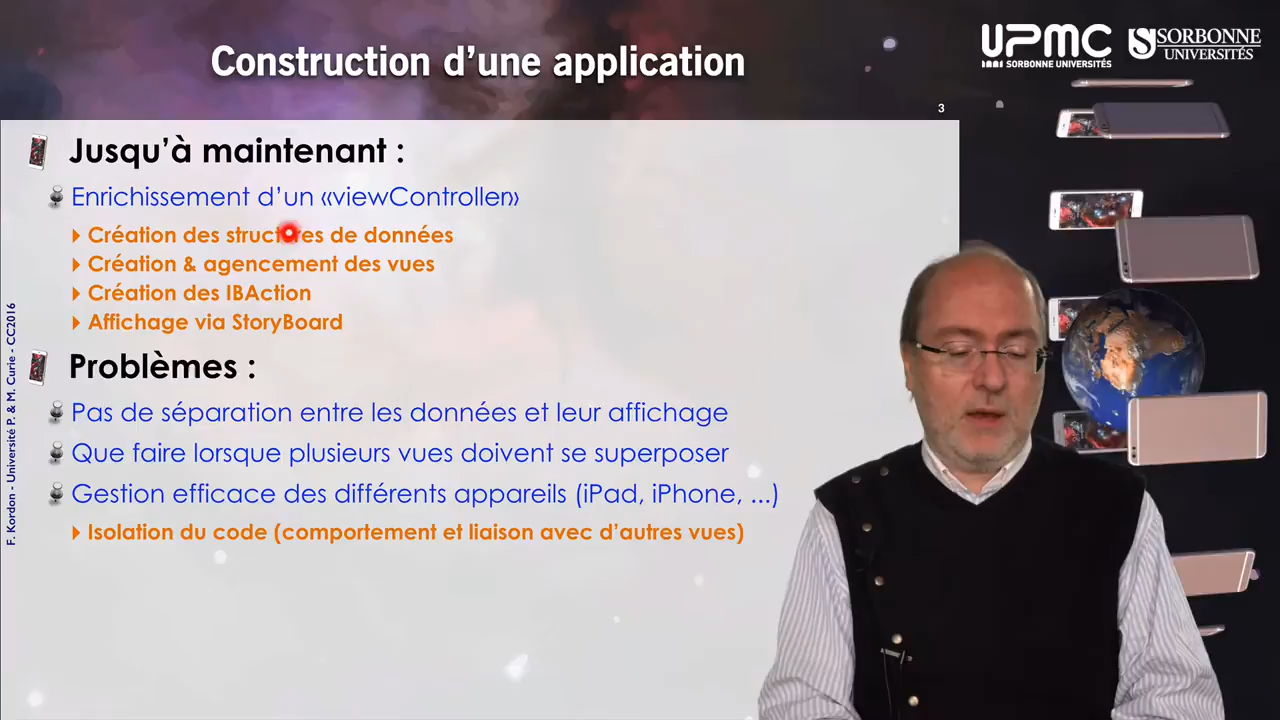 Construction d'une application
UPMC
SORBONNE UNIVERSITÉS
SORBONNE
UNIVERSITÉS
3
Jusqu'à maintenant :
Enrichissement d'un «viewController»
Création des structures de données
Création & agencement des vues
Création des IBAction
Affichage via StoryBoard
Problèmes :
Pas de séparation entre les données et leur affichage
Que faire lorsque plusieurs vues doivent se superposer
Gestion efficace des différents appareils (iPad, iPhone, ...)
Isolation du code (comportement et liaison avec d'autres vues)
F. Kordon - Université P. & M. Curie - CC2016